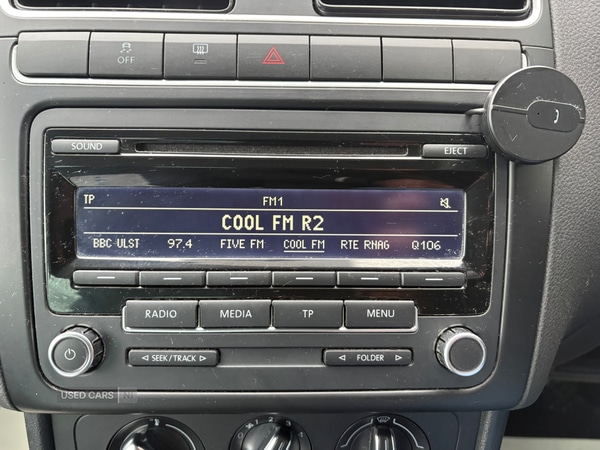 OFF
SOUND
EJECT
TP FM1
COOL FM R2
BBC ULST 97.4 FIVE FM COOL FM RTE RNAG Q106
RADIO MEDIA TP MENU
SEEK/TRACK FOLDER
USED CARS NI